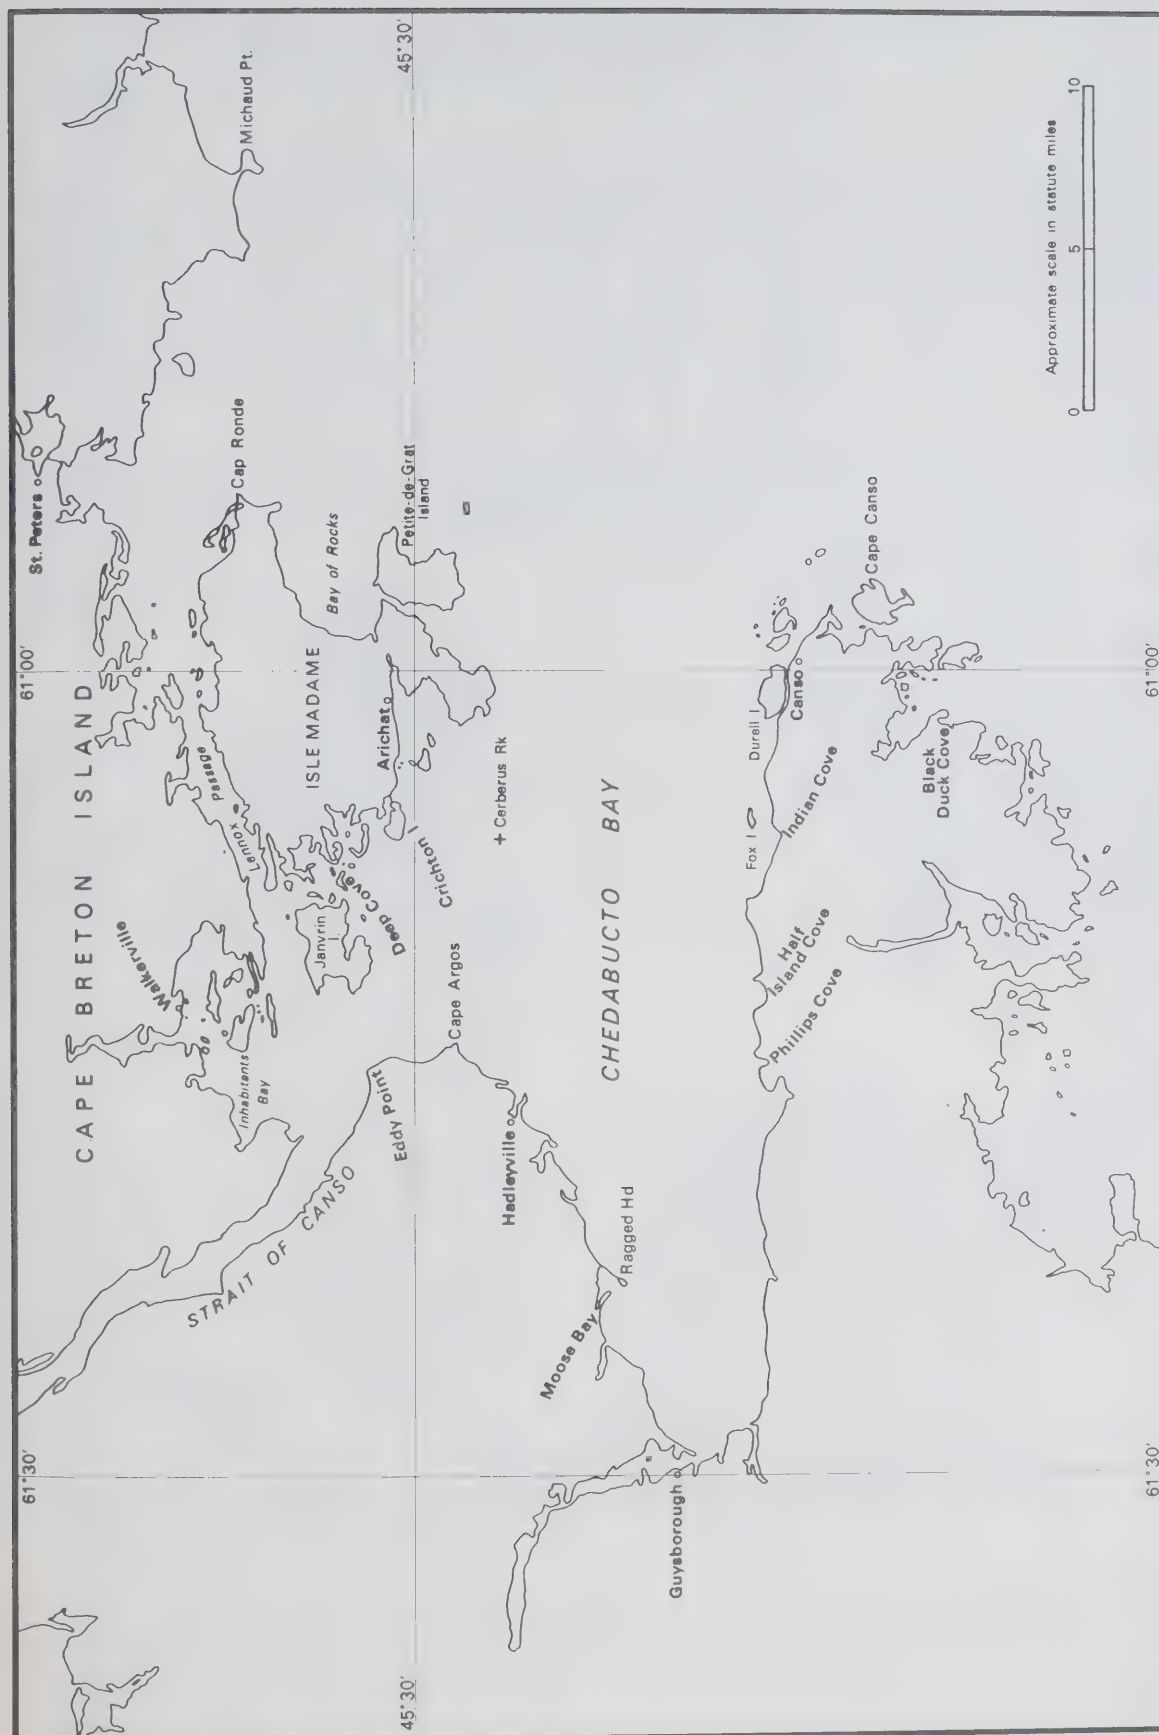 61°30'
61°00'
CAPE BRETON ISLAND
St. Peters
Walkerville
Inhabitants
Bay
Lennox Passage
Cap Ronde
Michaud Pt.
STRAIT OF CANSO
ISLE MADAME
Janvrin
I.
Deep Cove
Bay of Rocks
Arichat
Petite-de-Grat
Island
45°30'
45°30'
Eddy Point
Crichton I
Cape Argos
+ Cerberus Rk
Hadleyville
Ragged Hd
Moose Bay
CHEDABUCTO BAY
Guysborough
Fox I
Durell I
Canso
Cape Canso
Indian Cove
Half
Island Cove
Phillips Cove
Black
Duck Cove
Approximate scale in statute miles
0 5 10
61°30'
61°00'